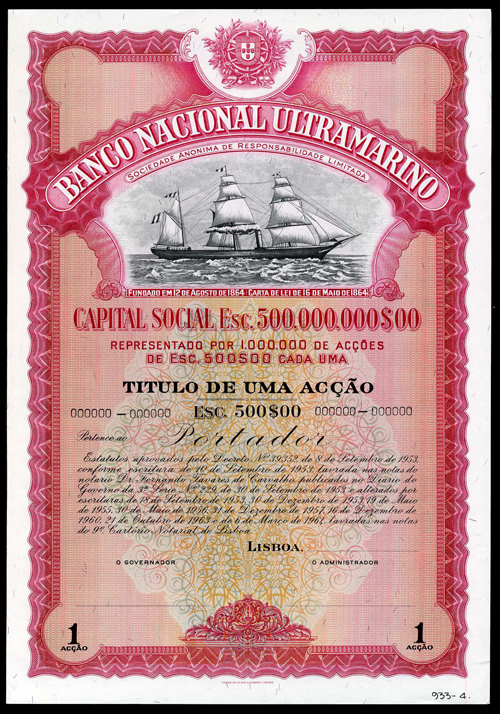 BANCO NACIONAL ULTRAMARINO
SOCIEDADE ANONIMA DE RESPONSABILIDADE LIMITADA
FUNDADO EM 12 DE AGOSTO DE 1864 CARTA DE LEI DE 16 DE MAIO DE 1864
CAPITAL SOCIAL ESC. 500.000.000$00
REPRESENTADO POR 1.000.000 DE ACÇÕES
DE ESC. 500$00 CADA UMA
TITULO DE UMA ACÇÃO
000000 — 000000 ESC. 500$00 000000 — 000000
Pertence ao Portador
Estatutos aprovados pelo Decreto Nº 39352, de 8 de Setembro de 1953,
conforme escritura de 10 de Setembro de 1953, lavrada nas notas do
notário Dr. Fernando Tavares de Carvalho, publicados no Diário do
Governo da 3ª Série Nº 229, de 30 de Setembro de 1953 e alterados por
escrituras, de 18 de Setembro de 1953, 30 de Dezembro de 1953, 19 de Maio
de 1955, 30 de Maio de 1956, 31 de Dezembro de 1957, 16 de Dezembro de
1960, 21 de Outubro de 1963 e de 6 de Março de 1967, lavradas nas notas
do 9º Cartório Notarial de Lisboa.
LISBOA,
O GOVERNADOR O ADMINISTRADOR
1 ACÇÃO 1 ACÇÃO
933-4.